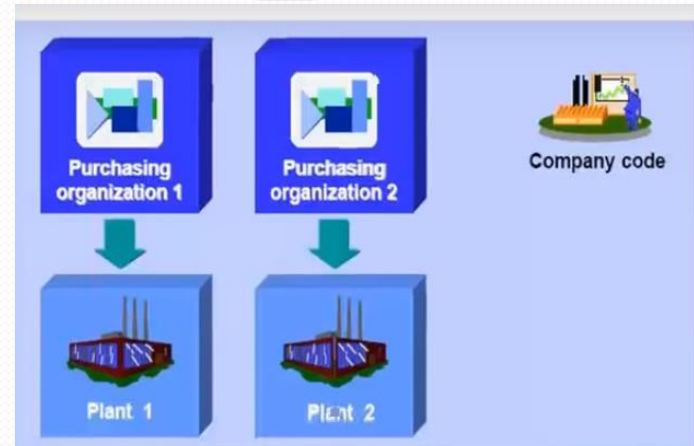 Purchasing
organization 1
Purchasing
organization 2
Company code
Plant 1
Plant 2